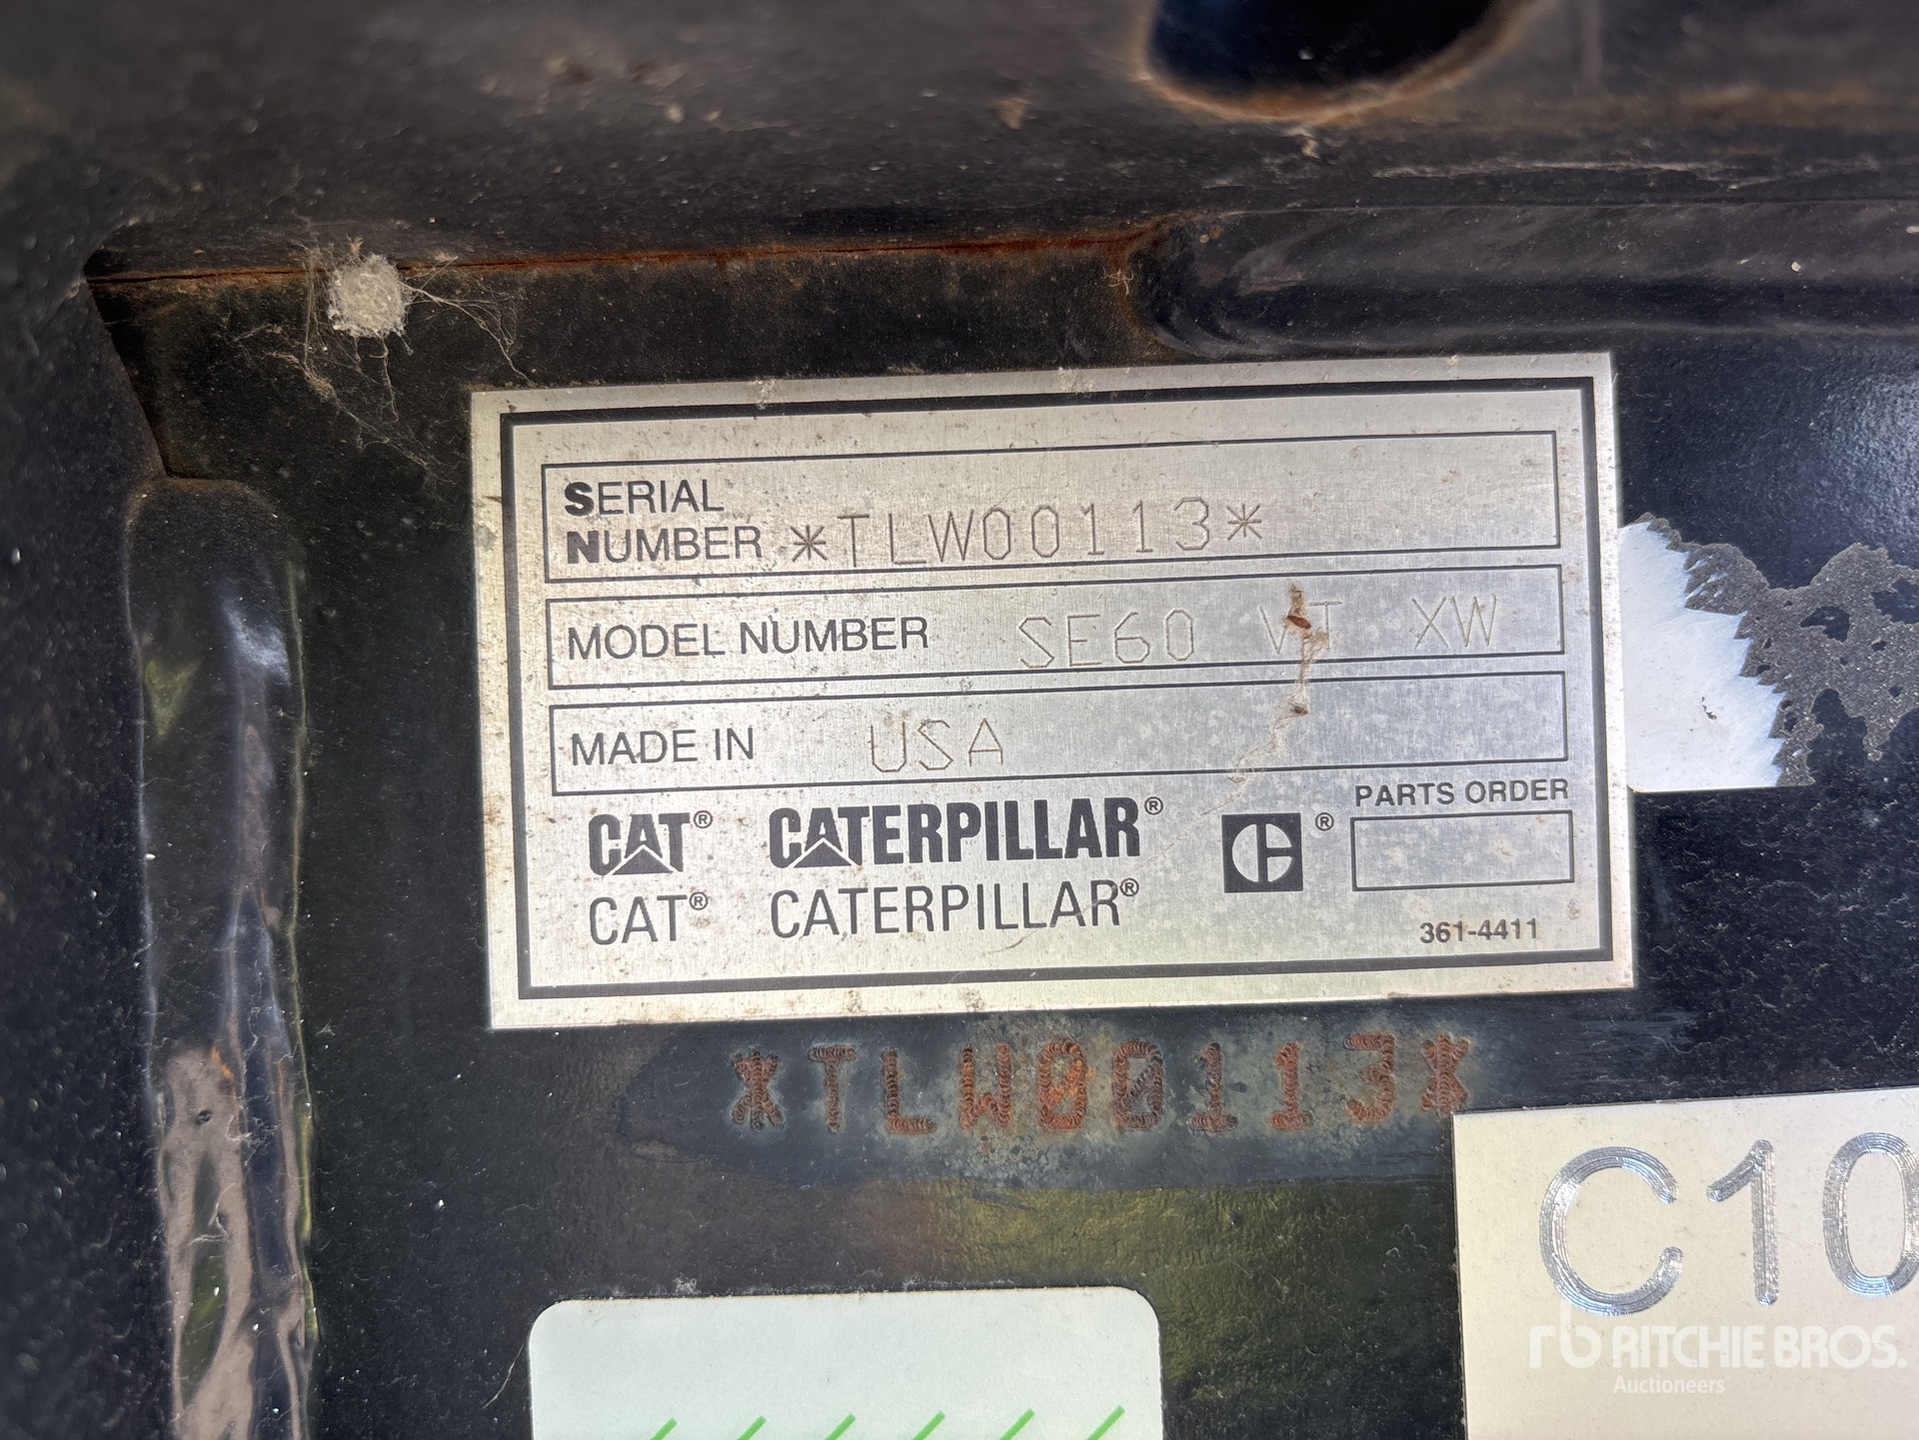 SERIAL
NUMBER *TLW00113*
MODEL NUMBER SE60 VT XW
MADE IN USA
PARTS ORDER
CAT® CATERPILLAR® ®
CAT® CATERPILLAR®
361-4411
*TLW00113*
C10
rb RITCHIE BROS.
Auctioneers